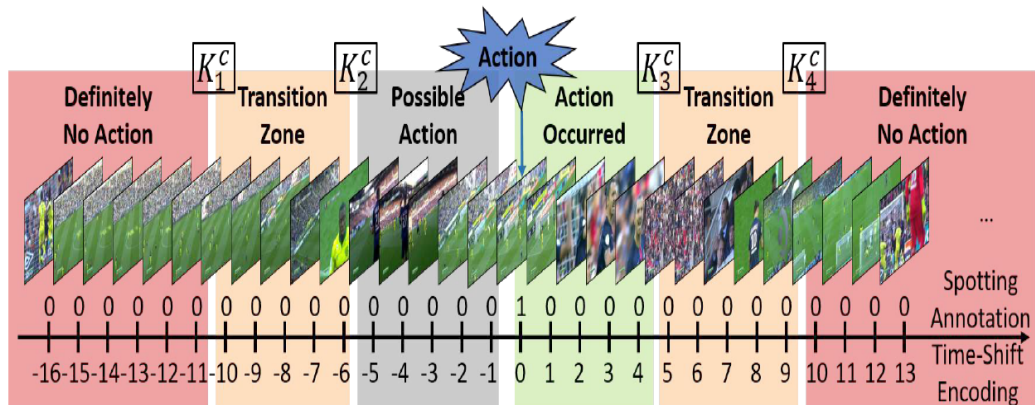 K₁ᶜ K₂ᶜ Action K₃ᶜ K₄ᶜ
Definitely No Action
Transition Zone
Possible Action
Action Occurred
Transition Zone
Definitely No Action
...
0 0 0 0 0 0 0 0 0 0 0 0 0 0 0 0 1 0 0 0 0 0 0 0 0 0 0 0 0 0
Spotting Annotation
-16 -15 -14 -13 -12 -11 -10 -9 -8 -7 -6 -5 -4 -3 -2 -1 0 1 2 3 4 5 6 7 8 9 10 11 12 13
Time-Shift Encoding